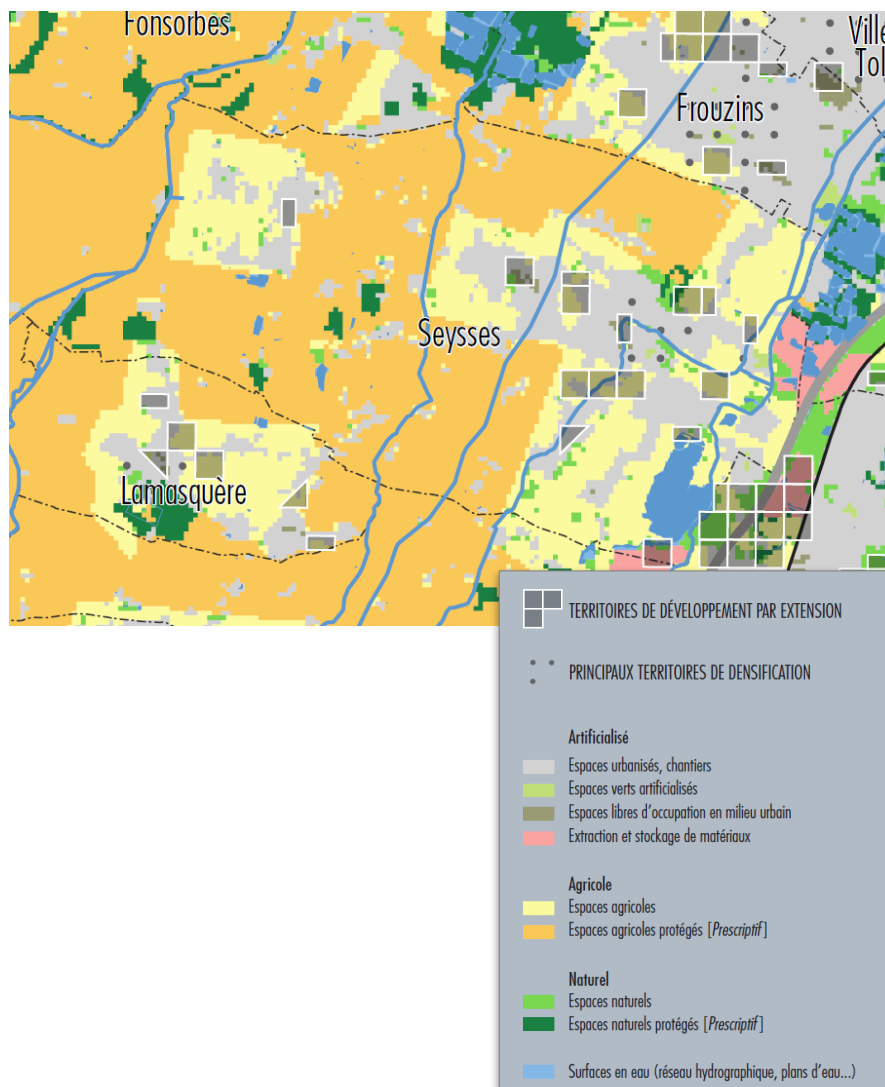 Fonsorbes
Ville
Tol
Frouzins
Seysses
Lamasquère
TERRITOIRES DE DÉVELOPPEMENT PAR EXTENSION
PRINCIPAUX TERRITOIRES DE DENSIFICATION
Artificialisé
Espaces urbanisés, chantiers
Espaces verts artificialisés
Espaces libres d'occupation en milieu urbain
Extraction et stockage de matériaux
Agricole
Espaces agricoles
Espaces agricoles protégés [Prescriptif]
Naturel
Espaces naturels
Espaces naturels protégés [Prescriptif]
Surfaces en eau (réseau hydrographique, plans d'eau...)